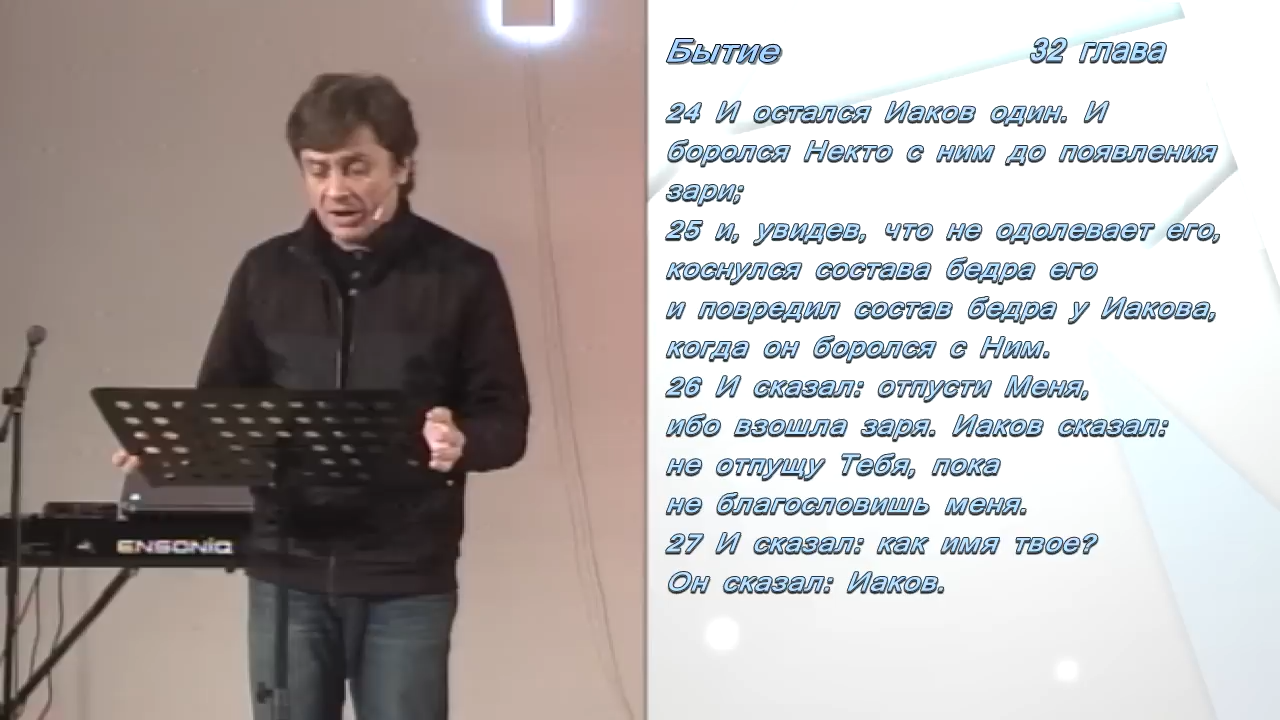 Бытие 32 глава
24 И остался Иаков один. И
боролся Некто с ним до появления
зари;
25 и, увидев, что не одолевает его,
коснулся состава бедра его
и повредил состав бедра у Иакова,
когда он боролся с Ним.
26 И сказал: отпусти Меня,
ибо взошла заря. Иаков сказал:
не отпущу Тебя, пока
не благословишь меня.
27 И сказал: как имя твое?
Он сказал: Иаков.
ensoniq